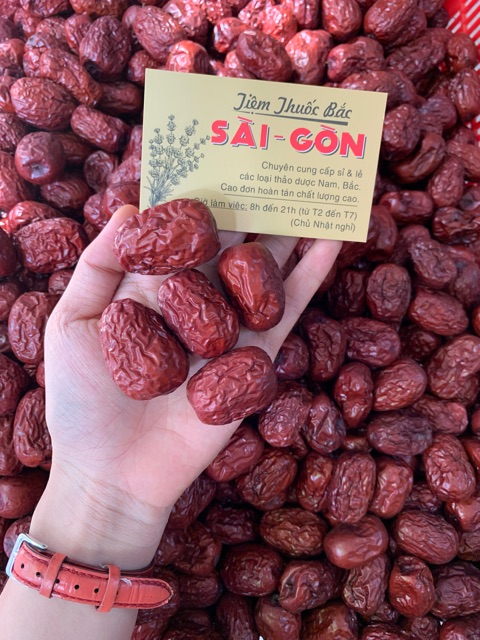 Tiệm Thuốc Bắc
SÀI-GÒN
Chuyên cung cấp sỉ & lẻ
các loại thảo dược Nam, Bắc.
Cao đơn hoàn tán chất lượng cao.
Giờ làm việc: 8h đến 21h (từ T2 đến T7)
(Chủ Nhật nghỉ)